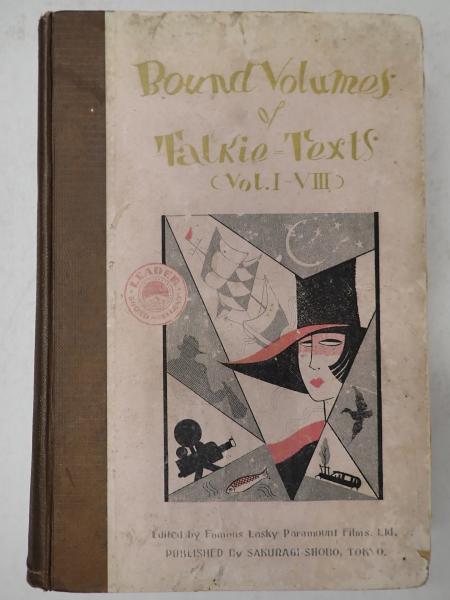 Bound Volumes
of
Talkie=Texts
(Vol. I-VIII)
LEADER
Edited by Famous Lasky Paramount Films, Ltd.
PUBLISHED By SAKURAGI-SHOBO, TOKYO.